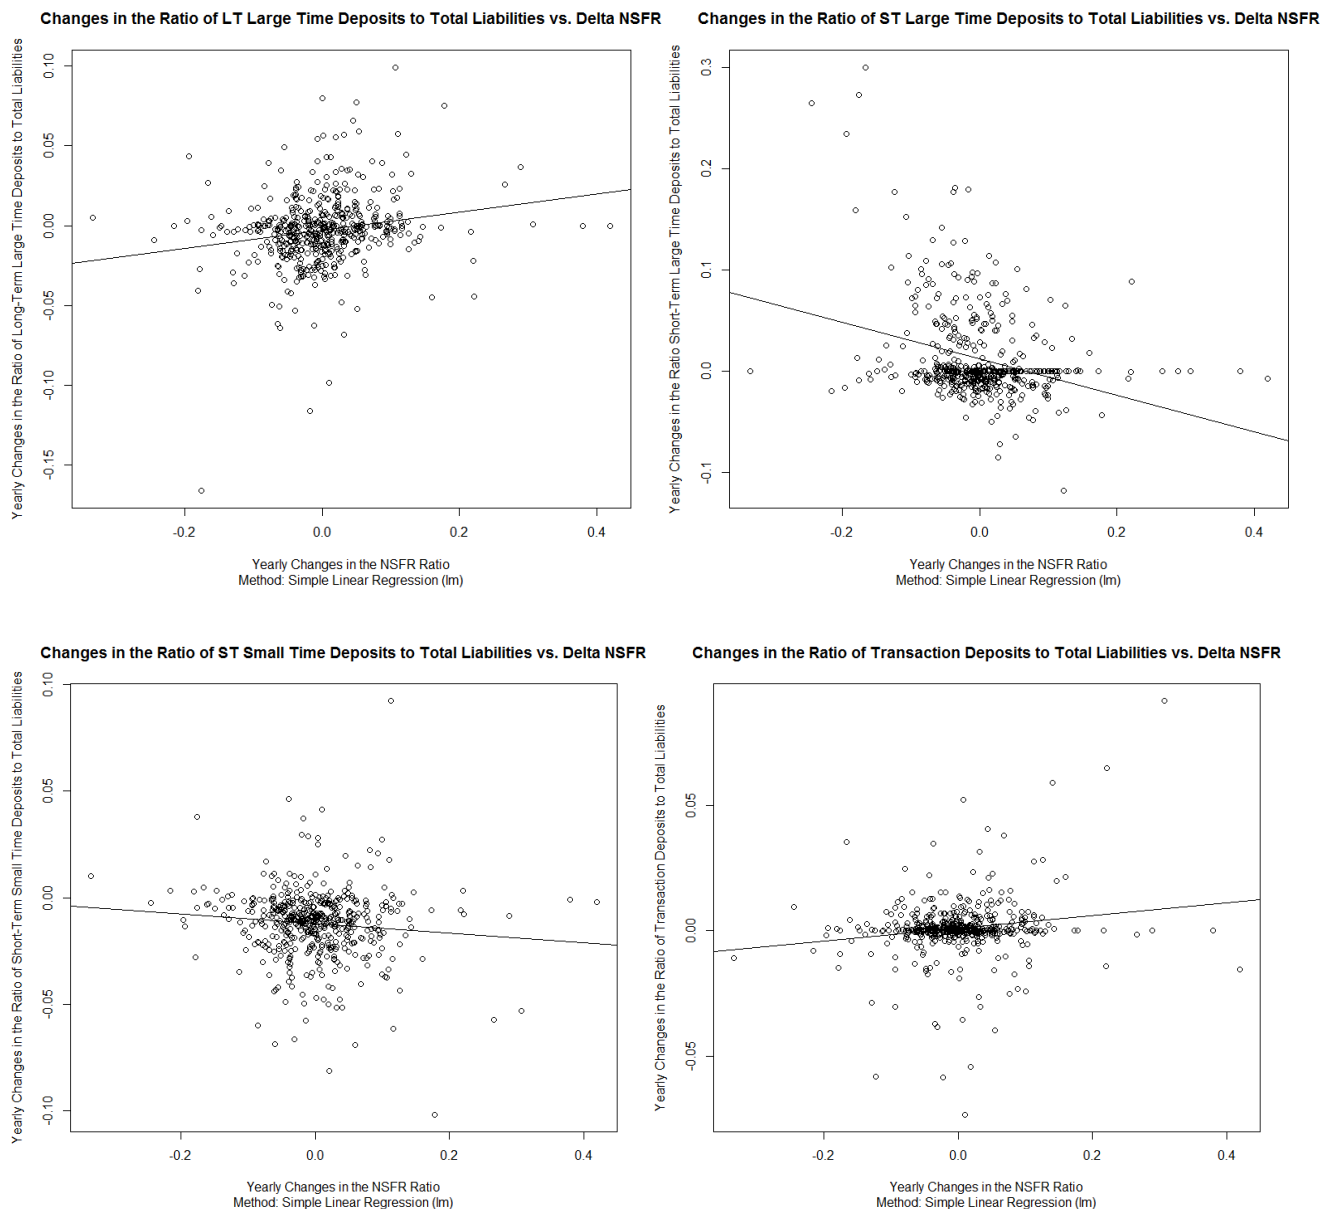 Changes in the Ratio of LT Large Time Deposits to Total Liabilities vs. Delta NSFR
Yearly Changes in the Ratio of Long-Term Large Time Deposits to Total Liabilities
0.10
0.05
0.00
-0.05
-0.10
-0.15
-0.2
0.0
0.2
0.4
Yearly Changes in the NSFR Ratio
Method: Simple Linear Regression (lm)
Changes in the Ratio of ST Large Time Deposits to Total Liabilities vs. Delta NSFR
Yearly Changes in the Ratio Short-Term Large Time Deposits to Total Liabilities
0.3
0.2
0.1
0.0
-0.1
-0.2
0.0
0.2
0.4
Yearly Changes in the NSFR Ratio
Method: Simple Linear Regression (lm)
Changes in the Ratio of ST Small Time Deposits to Total Liabilities vs. Delta NSFR
Yearly Changes in the Ratio of Short-Term Small Time Deposits to Total Liabilities
0.10
0.05
0.00
-0.05
-0.10
-0.2
0.0
0.2
0.4
Yearly Changes in the NSFR Ratio
Method: Simple Linear Regression (lm)
Changes in the Ratio of Transaction Deposits to Total Liabilities vs. Delta NSFR
Yearly Changes in the Ratio of Transaction Deposits to Total Liabilities
0.05
0.00
-0.05
-0.2
0.0
0.2
0.4
Yearly Changes in the NSFR Ratio
Method: Simple Linear Regression (lm)